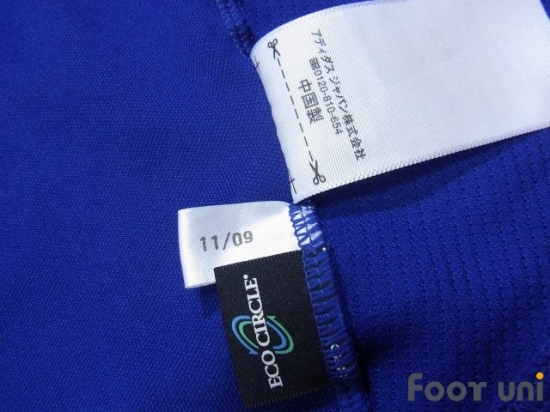 アディダス ジャパン株式会社
☎0120-810-654
中国製
11/09
ECO CIRCLE®
FOOT UNI